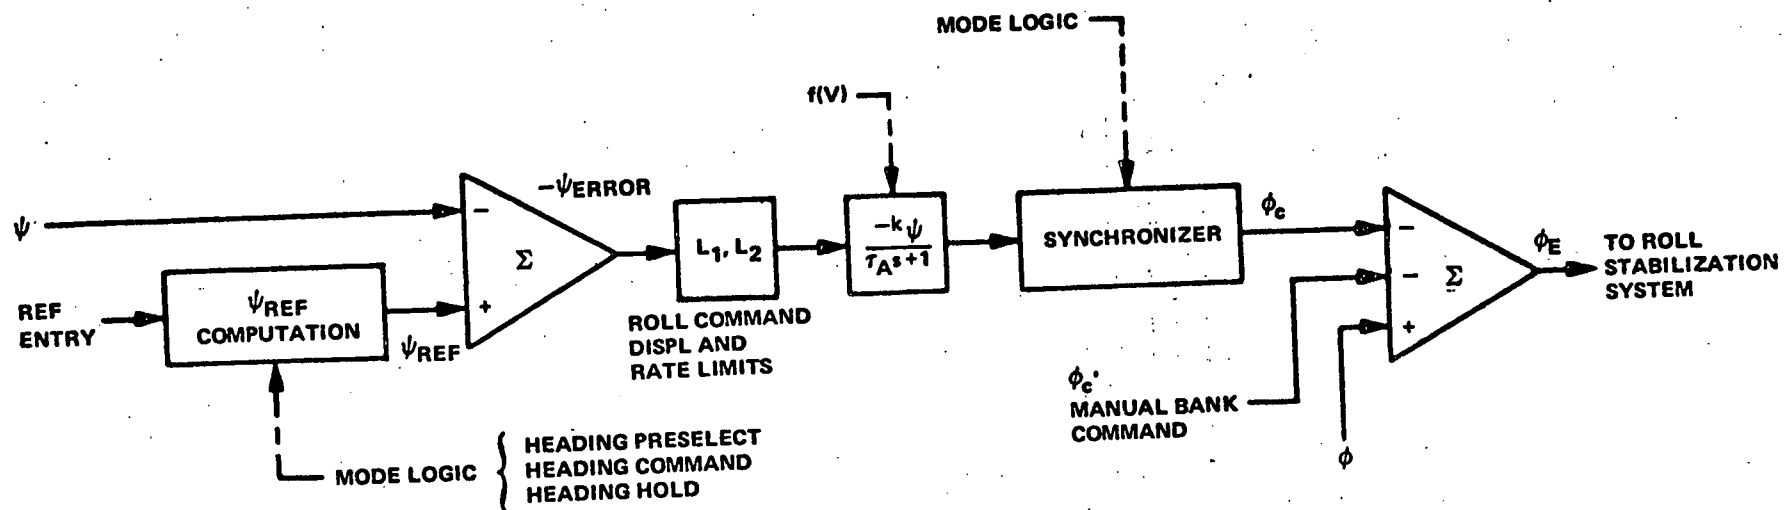 MODE LOGIC
f(V)
−ψERROR
ψ
−
Σ
+
L1, L2
−kψ
τAs+1
SYNCHRONIZER
ϕc
−
−
Σ
+
ϕE
TO ROLL
STABILIZATION
SYSTEM
REF
ENTRY
ψREF
COMPUTATION
ψREF
ROLL COMMAND
DISPL AND
RATE LIMITS
ϕc'
MANUAL BANK
COMMAND
ϕ
MODE LOGIC
HEADING PRESELECT
HEADING COMMAND
HEADING HOLD